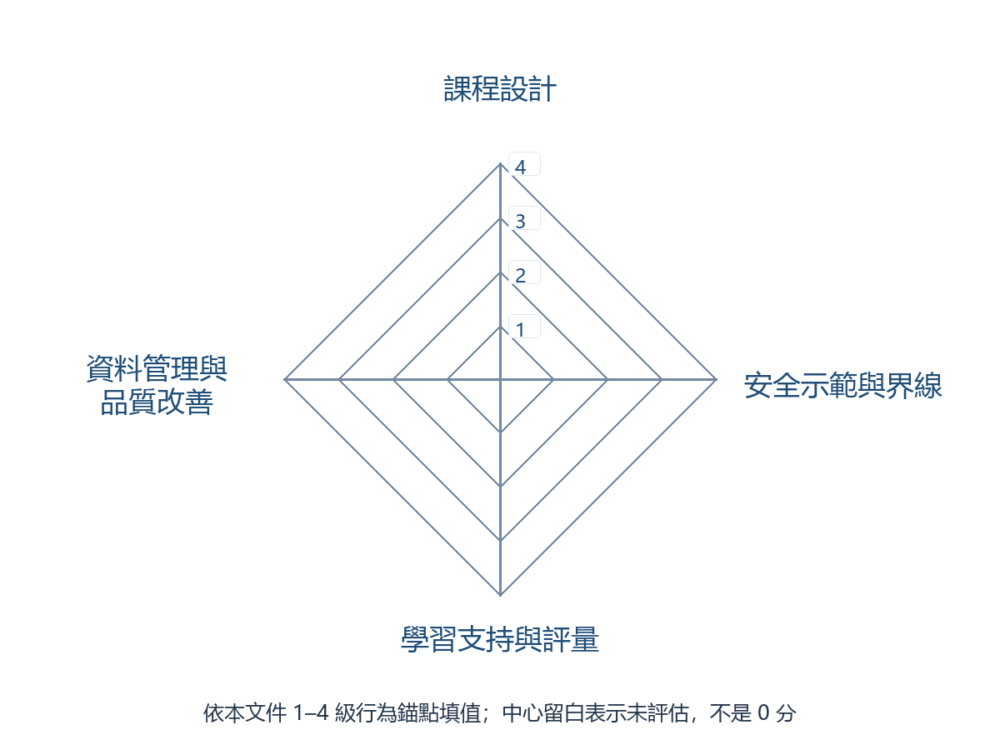 課程設計
4
3
2
1
資料管理與
品質改善
安全示範與界線
學習支持與評量
依本文件 1–4 級行為錨點填值；中心留白表示未評估，不是 0 分